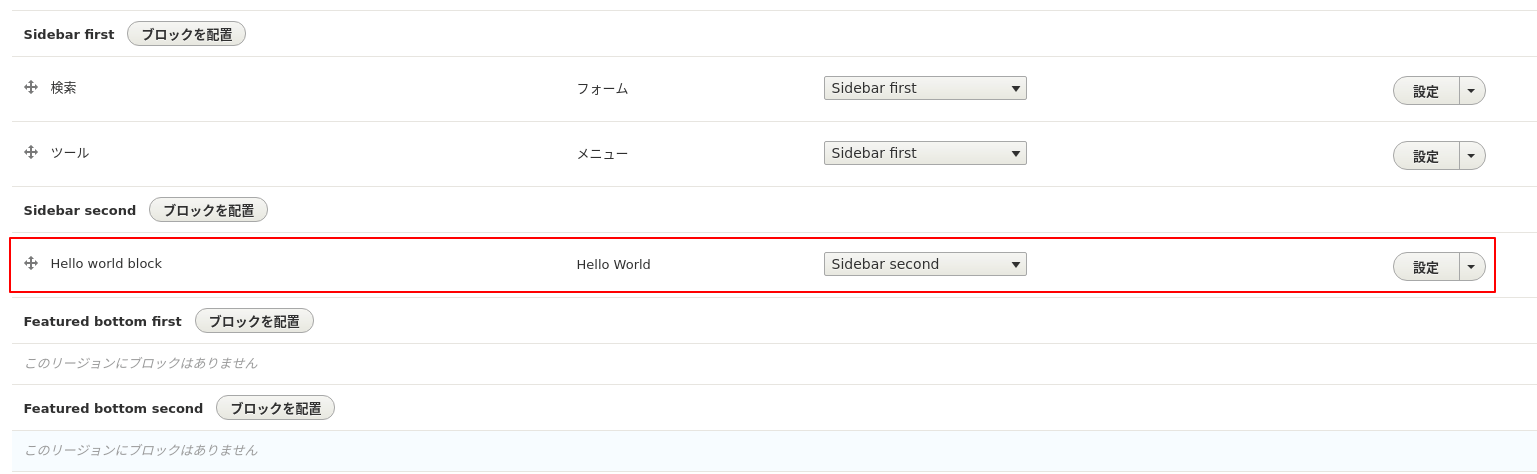 Sidebar first ブロックを配置
検索 フォーム Sidebar first 設定
ツール メニュー Sidebar first 設定
Sidebar second ブロックを配置
Hello world block Hello World Sidebar second 設定
Featured bottom first ブロックを配置
このリージョンにブロックはありません
Featured bottom second ブロックを配置
このリージョンにブロックはありません